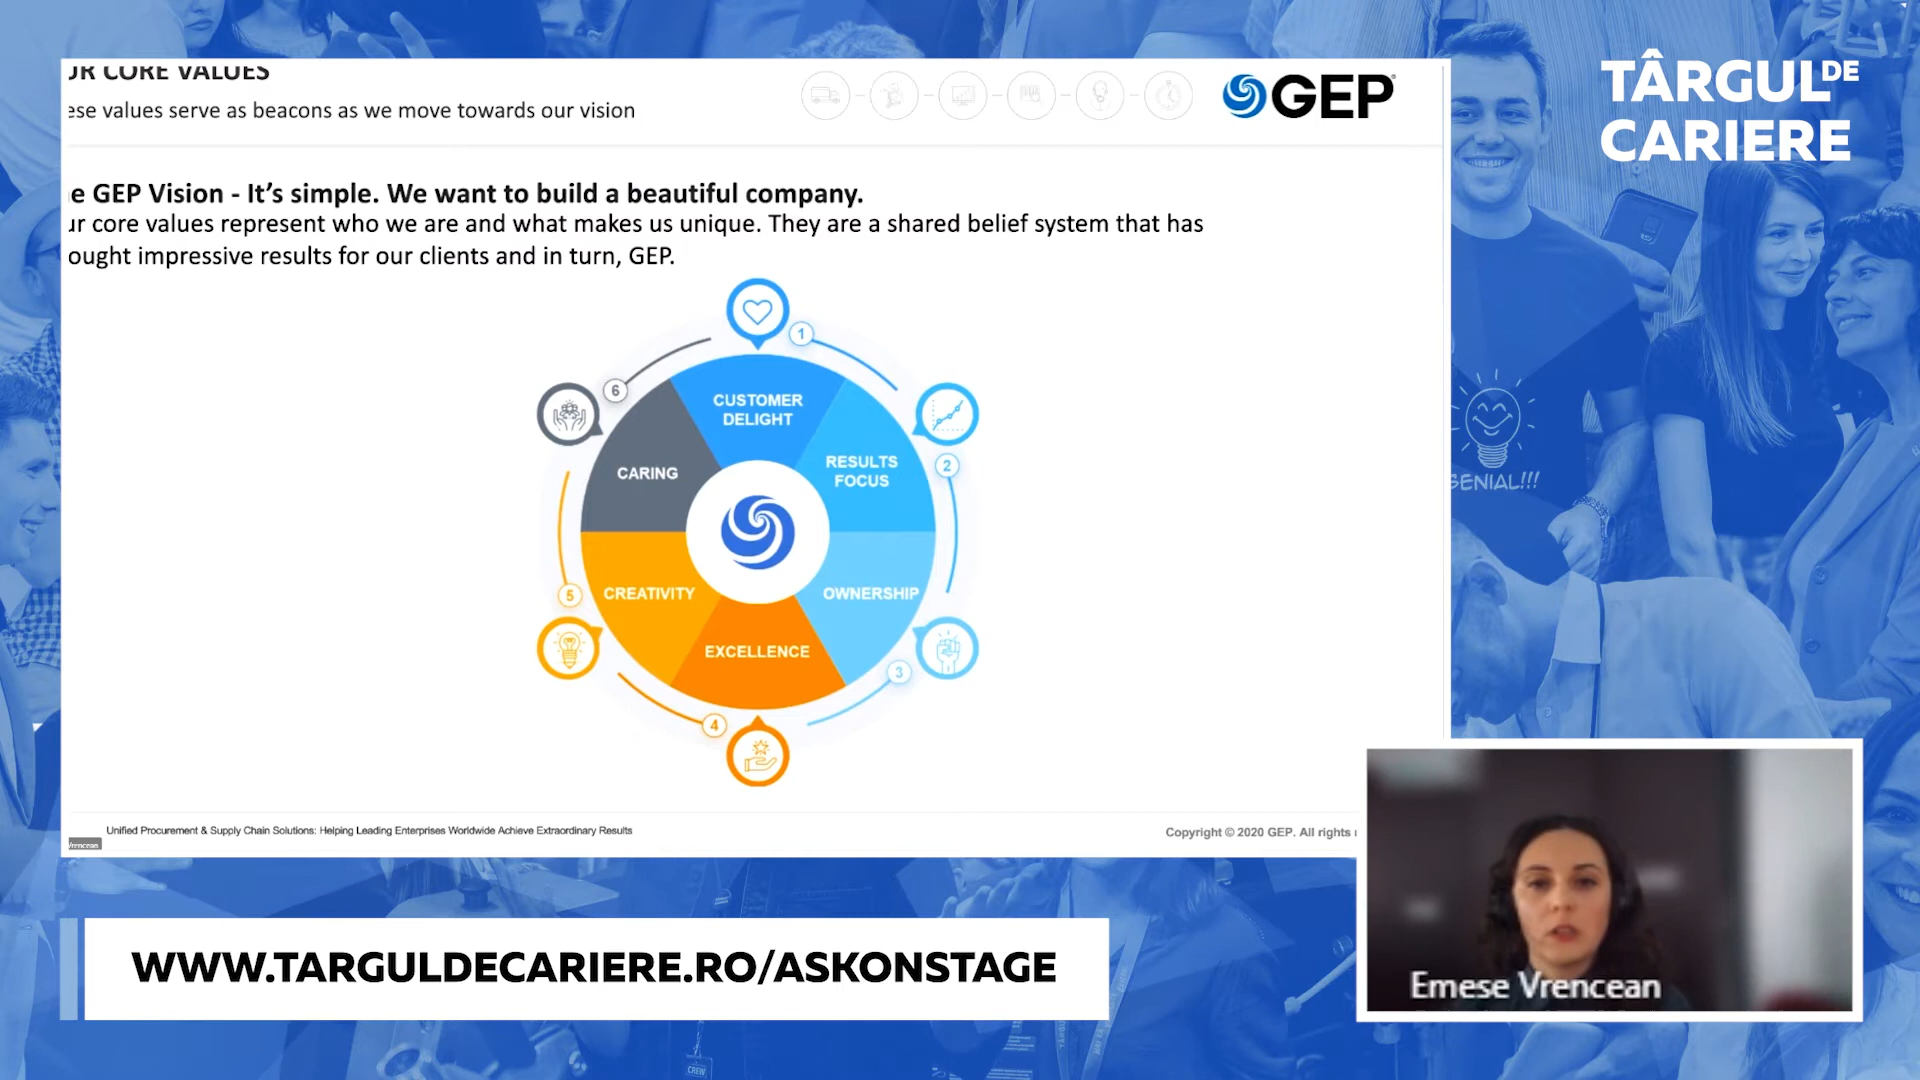 UR CORE VALUES
ese values serve as beacons as we move towards our vision
GEP
TÂRGUL DE
CARIERE
e GEP Vision - It's simple. We want to build a beautiful company.
ur core values represent who we are and what makes us unique. They are a shared belief system that has
ought impressive results for our clients and in turn, GEP.
1
6
CUSTOMER
DELIGHT
RESULTS
FOCUS
2
CARING
GENIAL!!!
CREATIVITY
5
OWNERSHIP
EXCELLENCE
3
4
Unified Procurement & Supply Chain Solutions: Helping Leading Enterprises Worldwide Achieve Extraordinary Results
Copyright © 2020 GEP. All rights
Vrencean
WWW.TARGULDECARIERE.RO/ASKONSTAGE
Emese Vrencean
CREW